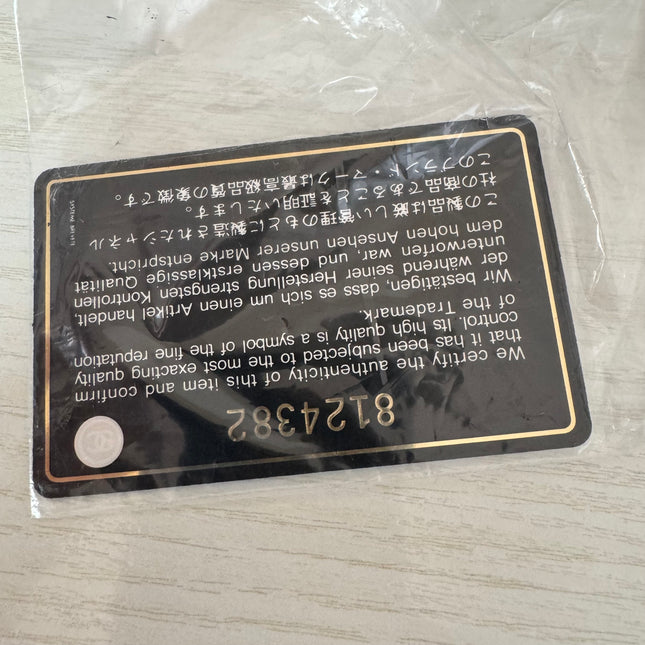 8124382
We certify the authenticity of this item and confirm
that it has been subjected to the most exacting quality
control. Its high quality is a symbol of the fine reputation
of the Trademark.
Wir bestätigen, dass es sich um einen Artikel handelt,
der während seiner Herstellung strengsten Kontrollen
unterworfen war, und dessen erstklassige Qualität
dem hohen Ansehen unserer Marke entspricht.
この製品は厳しい管理のもとに製造されたシャネル
社の商品であることを証明いたします。
このブランド・マークは最高級品質の象徴です。